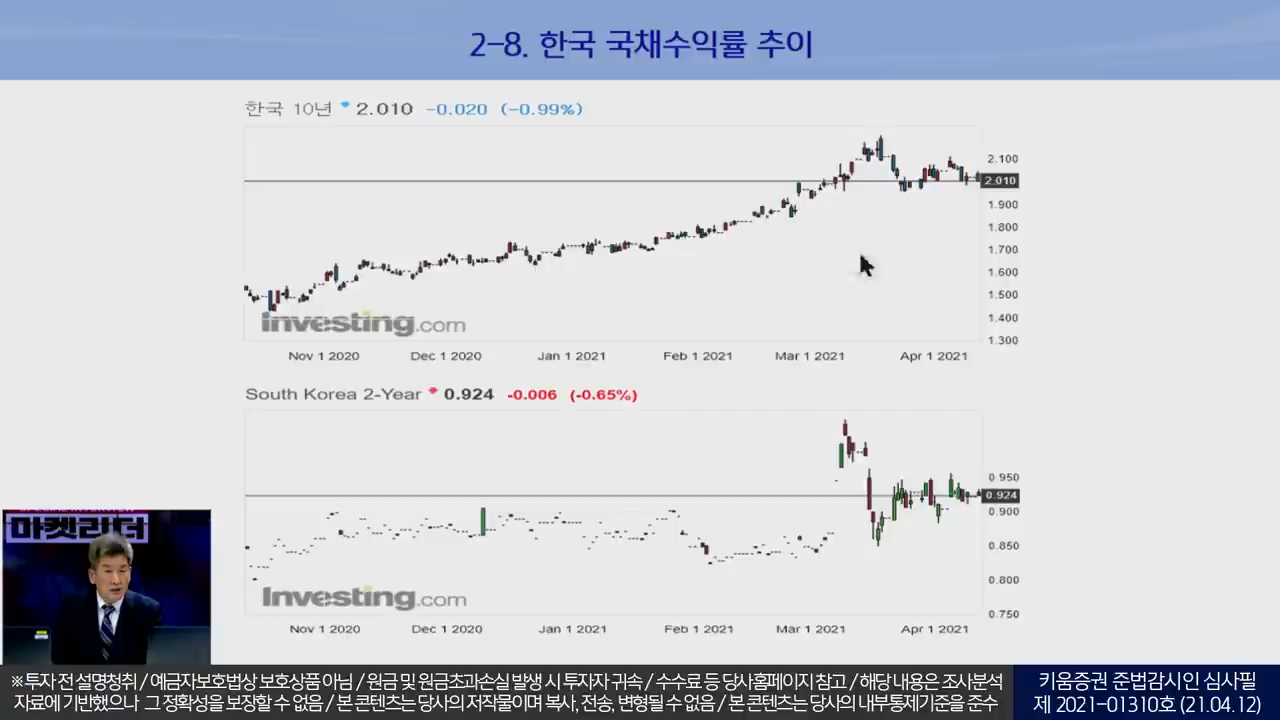 2-8. 한국 국채수익률 추이
한국 10년 2.010 -0.020 (-0.99%)
2.100
2.010
1.900
1.800
1.700
1.600
1.500
1.400
1.300
Investing.com
Nov 1 2020 Dec 1 2020 Jan 1 2021 Feb 1 2021 Mar 1 2021 Apr 1 2021
South Korea 2-Year 0.924 -0.006 (-0.65%)
0.950
0.924
0.900
0.850
0.800
0.750
Investing.com
Nov 1 2020 Dec 1 2020 Jan 1 2021 Feb 1 2021 Mar 1 2021 Apr 1 2021
마켓리더
※투자 전 설명청취 / 예금자보호법상 보호상품 아님 / 원금 및 원금초과손실 발생 시 투자자 귀속 / 수수료 등 당사홈페이지 참고 / 해당 내용은 조사분석
자료에 기반했으나 그 정확성을 보장할 수 없음 / 본 콘텐츠는 당사의 저작물이며 복사, 전송, 변형될 수 없음 / 본 콘텐츠는 당사의 내부통제기준을 준수
키움증권 준법감시인 심사필
제 2021-01310호 (21.04.12)